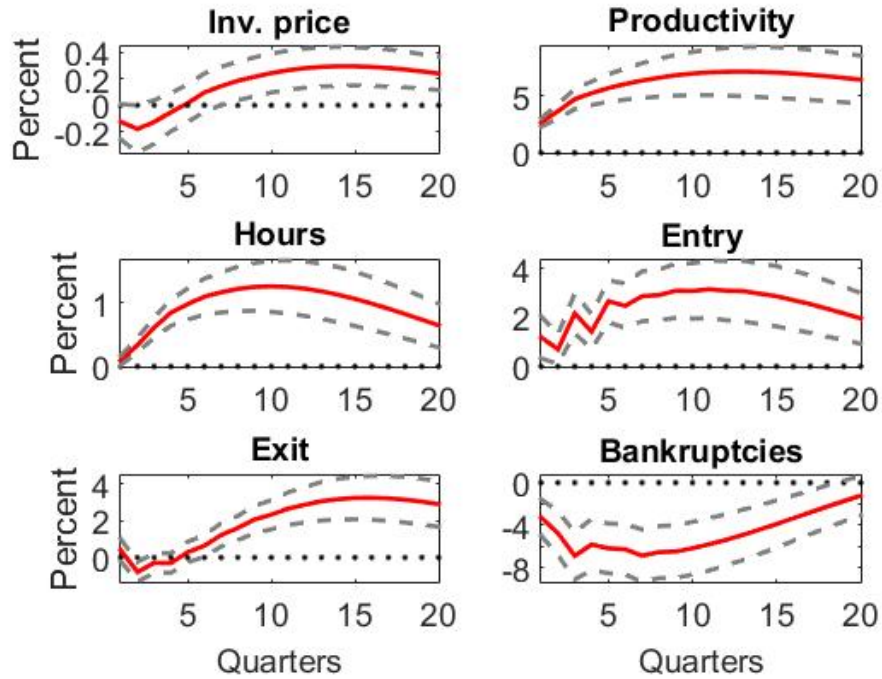 Inv. price
Percent
0.4
0.2
0
-0.2
5 10 15 20
Productivity
5
0
5 10 15 20
Hours
Percent
1
0
5 10 15 20
Entry
4
2
0
5 10 15 20
Exit
Percent
4
2
0
5 10 15 20
Quarters
Bankruptcies
0
-4
-8
5 10 15 20
Quarters